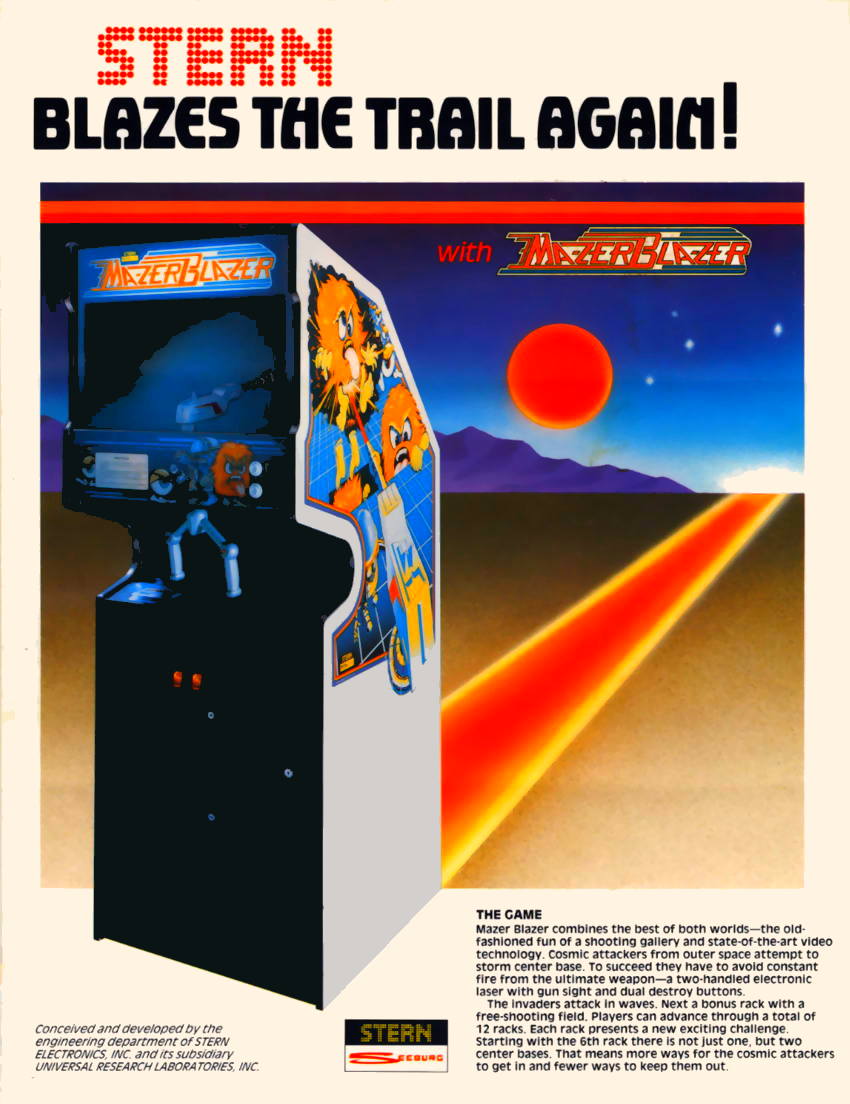 STERN
BLAZES THE TRAIL AGAIN!
with MAZERBLAZER
MAZERBLAZER
STERN
THE GAME
Mazer Blazer combines the best of both worlds—the old-
fashioned fun of a shooting gallery and state-of-the-art video
technology. Cosmic attackers from outer space attempt to
storm center base. To succeed they have to avoid constant
fire from the ultimate weapon—a two-handled electronic
laser with gun sight and dual destroy buttons.
The invaders attack in waves. Next a bonus rack with a
free-shooting field. Players can advance through a total of
12 racks. Each rack presents a new exciting challenge.
Starting with the 6th rack there is not just one, but two
center bases. That means more ways for the cosmic attackers
to get in and fewer ways to keep them out.
Conceived and developed by the
engineering department of STERN
ELECTRONICS, INC. and its subsidiary
UNIVERSAL RESEARCH LABORATORIES, INC.
STERN
SEEBURG